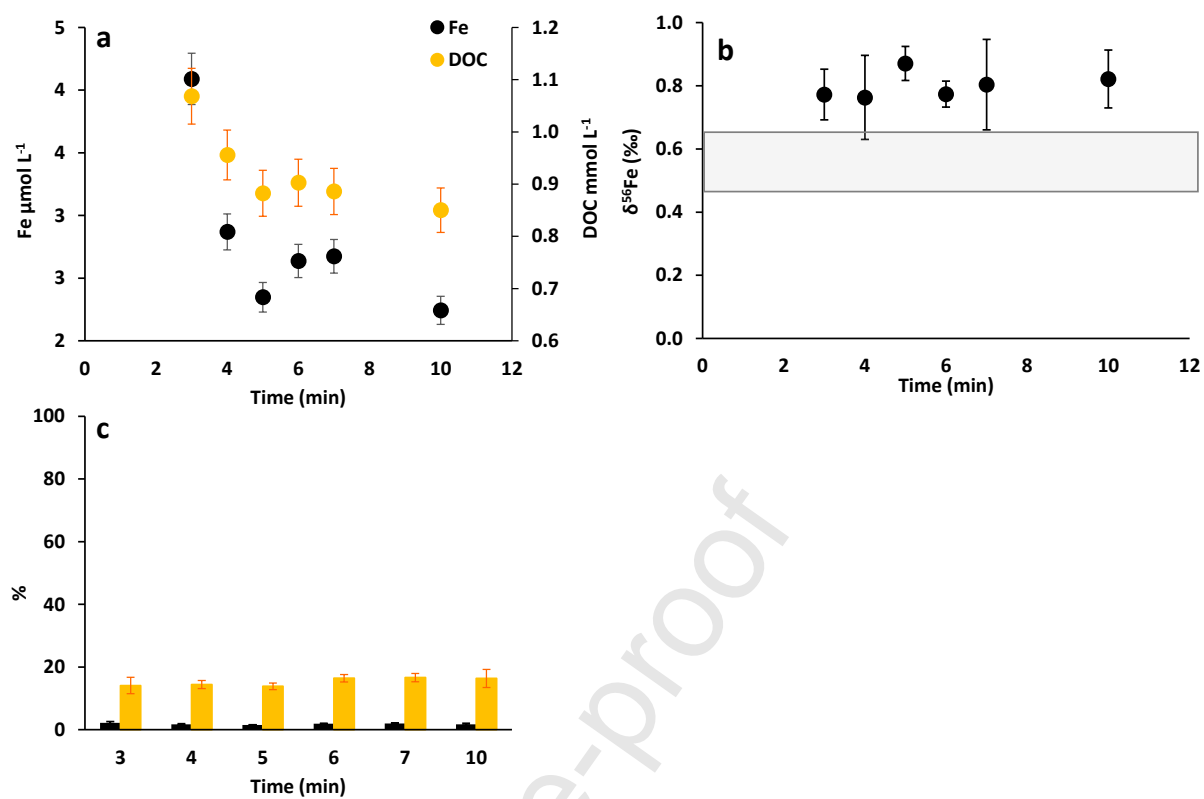 a
Fe
DOC
5
4
4
3
3
2
1.2
1.1
1.0
0.9
0.8
0.7
0.6
Fe µmol L-1
DOC mmol L-1
0 2 4 6 8 10 12
Time (min)
b
1.0
0.8
0.6
0.4
0.2
0.0
δ56Fe (‰)
0 2 4 6 8 10 12
Time (min)
c
100
80
60
40
20
0
%
3 4 5 6 7 10
Time (min)
e-proof